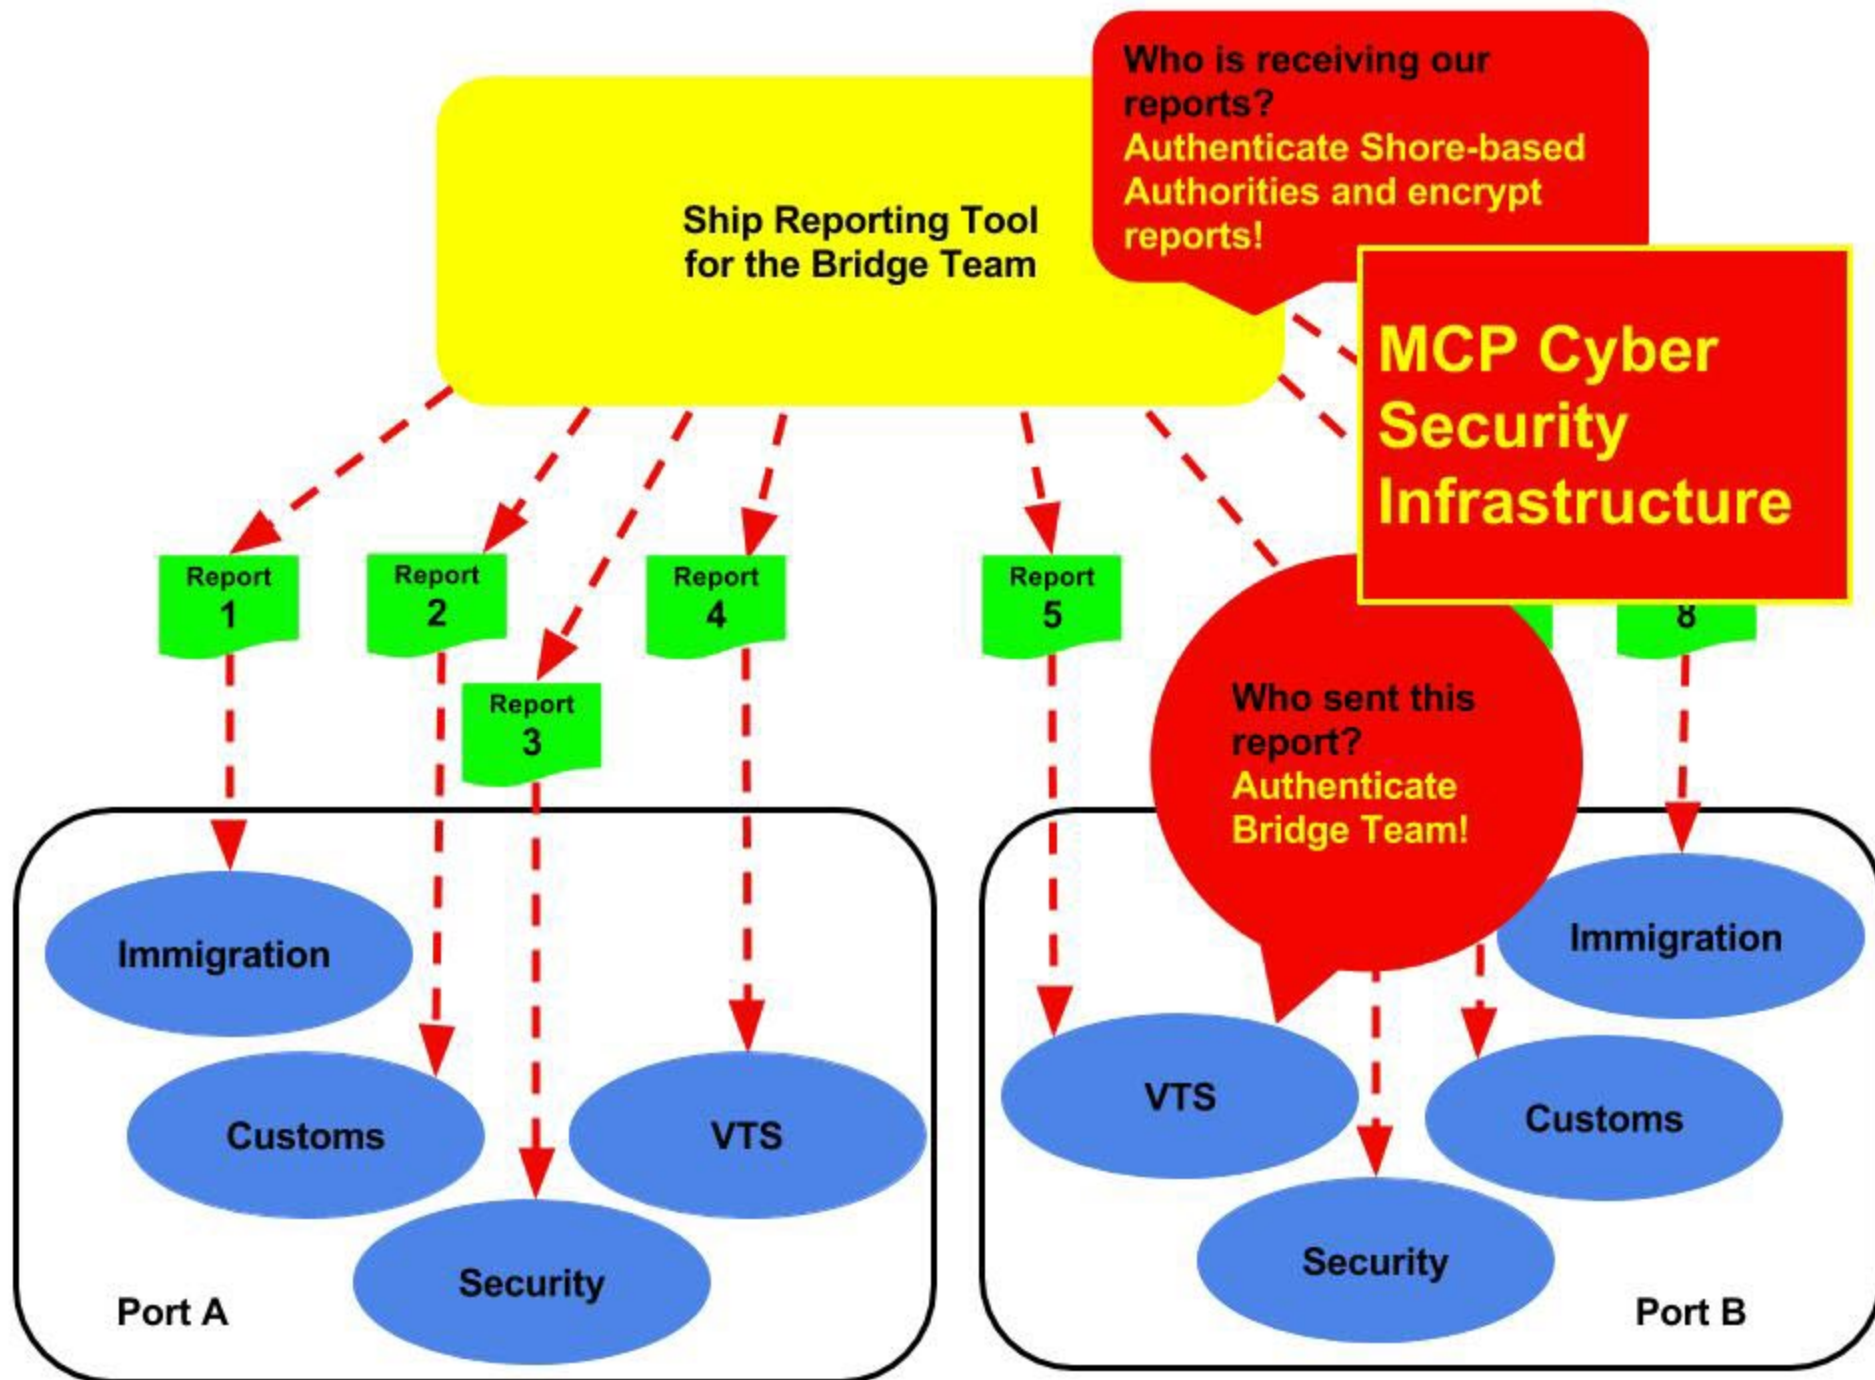 Who is receiving our
reports?
Authenticate Shore-based
Authorities and encrypt
reports!
Ship Reporting Tool
for the Bridge Team
MCP Cyber
Security
Infrastructure
Report
1
Report
2
Report
3
Report
4
Report
5
8
Who sent this
report?
Authenticate
Bridge Team!
Immigration
Customs
Security
VTS
Port A
VTS
Security
Customs
Immigration
Port B